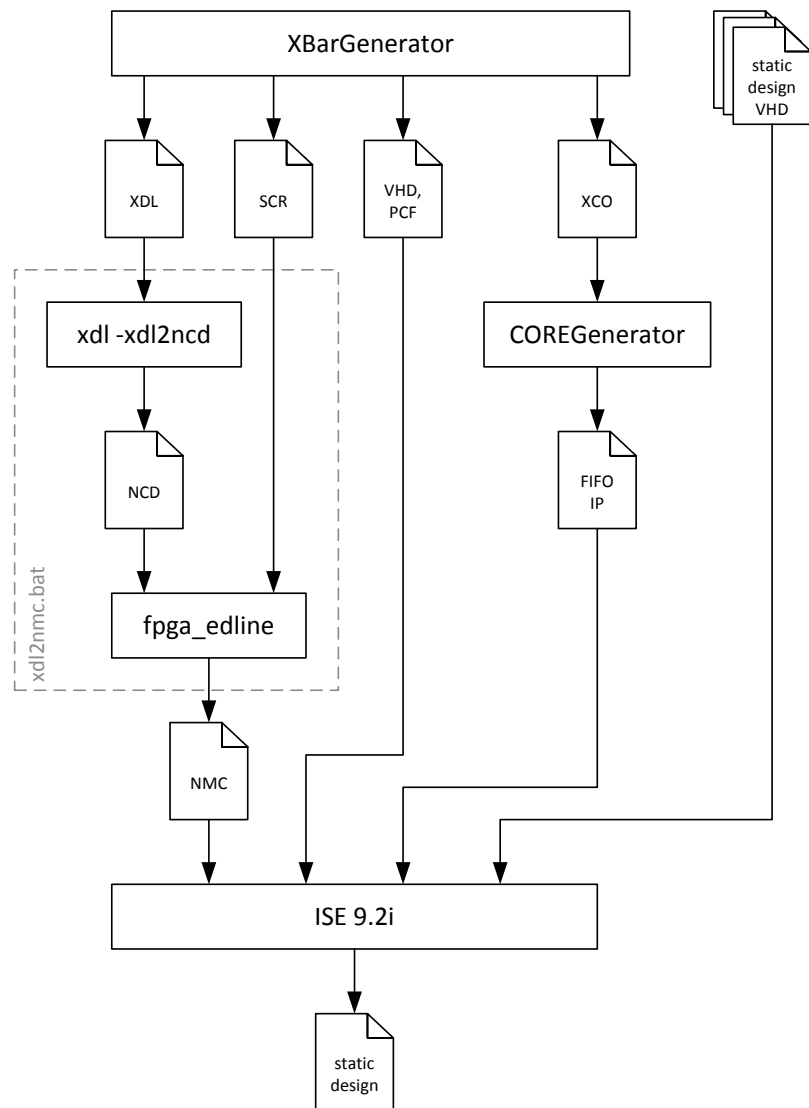 XBarGenerator
static
design
VHD
XDL
SCR
VHD,
PCF
XCO
xdl -xdl2ncd
COREGenerator
NCD
FIFO
IP
fpga_edline
xdl2nmc.bat
NMC
ISE 9.2i
static
design